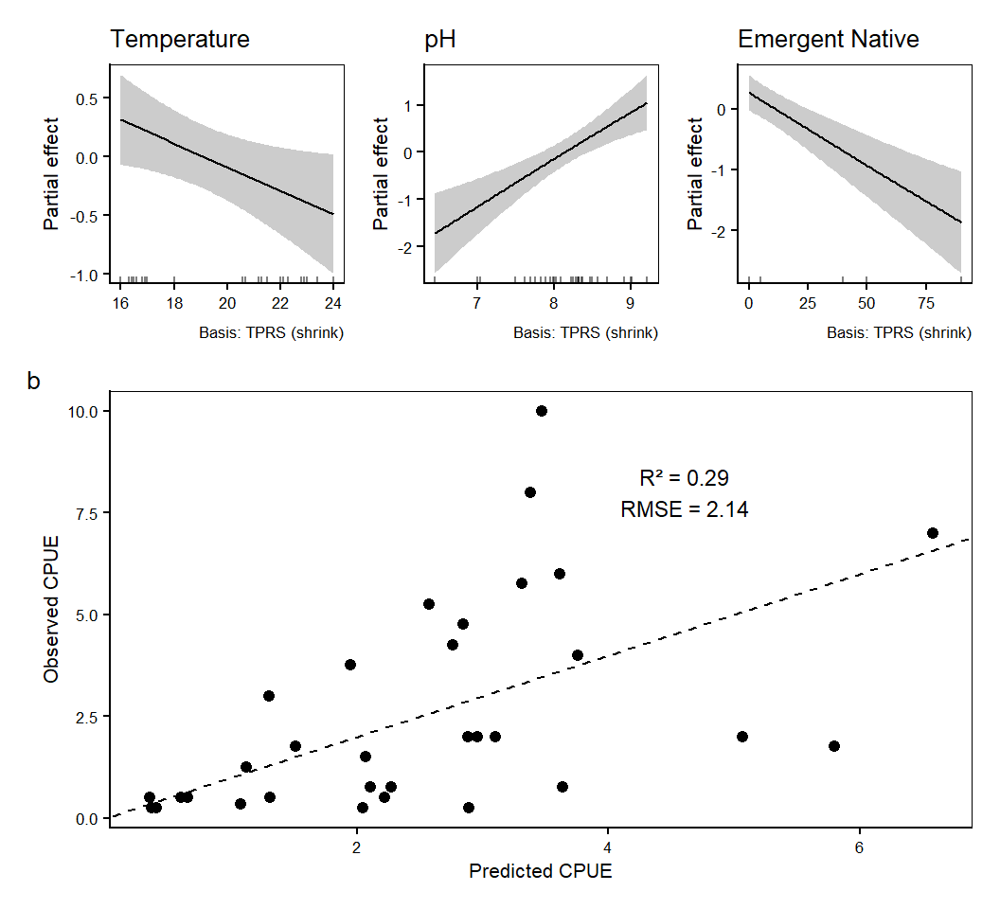 Temperature
pH
Emergent Native
Partial effect
0.5
0.0
-0.5
-1.0
16
18
20
22
24
Basis: TPRS (shrink)
Partial effect
1
0
-1
-2
7
8
9
Basis: TPRS (shrink)
Partial effect
0
-1
-2
0
25
50
75
Basis: TPRS (shrink)
b
Observed CPUE
10.0
7.5
5.0
2.5
0.0
R² = 0.29
RMSE = 2.14
2
4
6
Predicted CPUE